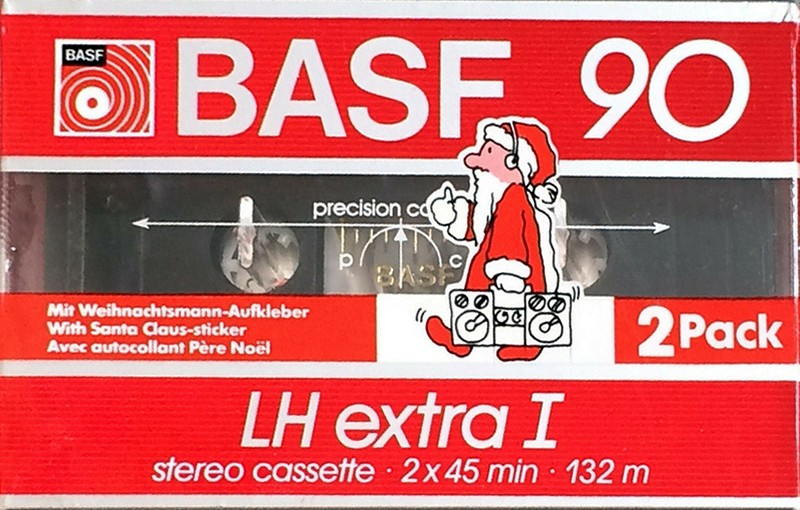 BASF
BASF 90
precision
p c
BASF
Mit Weihnachtsmann-Aufkleber
With Santa Claus-sticker
Avec autocollant Père Noël
2 Pack
LH extra I
stereo cassette · 2 x 45 min · 132 m